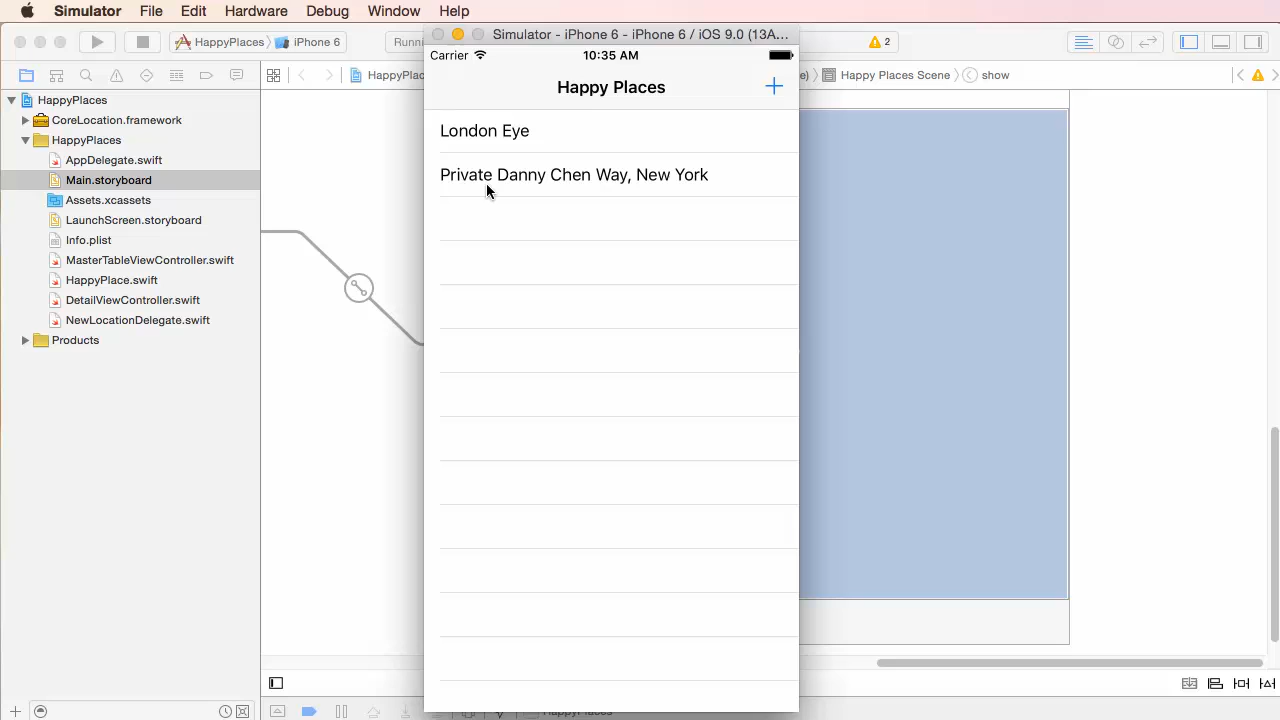 Simulator File Edit Hardware Debug Window Help
Simulator - iPhone 6 - iPhone 6 / iOS 9.0 (13A...
HappyPlaces iPhone 6 Runni 2
Carrier 10:35 AM
HappyPlac e) Happy Places Scene show
Happy Places +
HappyPlaces
CoreLocation.framework
HappyPlaces
AppDelegate.swift
Main.storyboard
Assets.xcassets
LaunchScreen.storyboard
Info.plist
MasterTableViewController.swift
HappyPlace.swift
DetailViewController.swift
NewLocationDelegate.swift
Products
London Eye
Private Danny Chen Way, New York